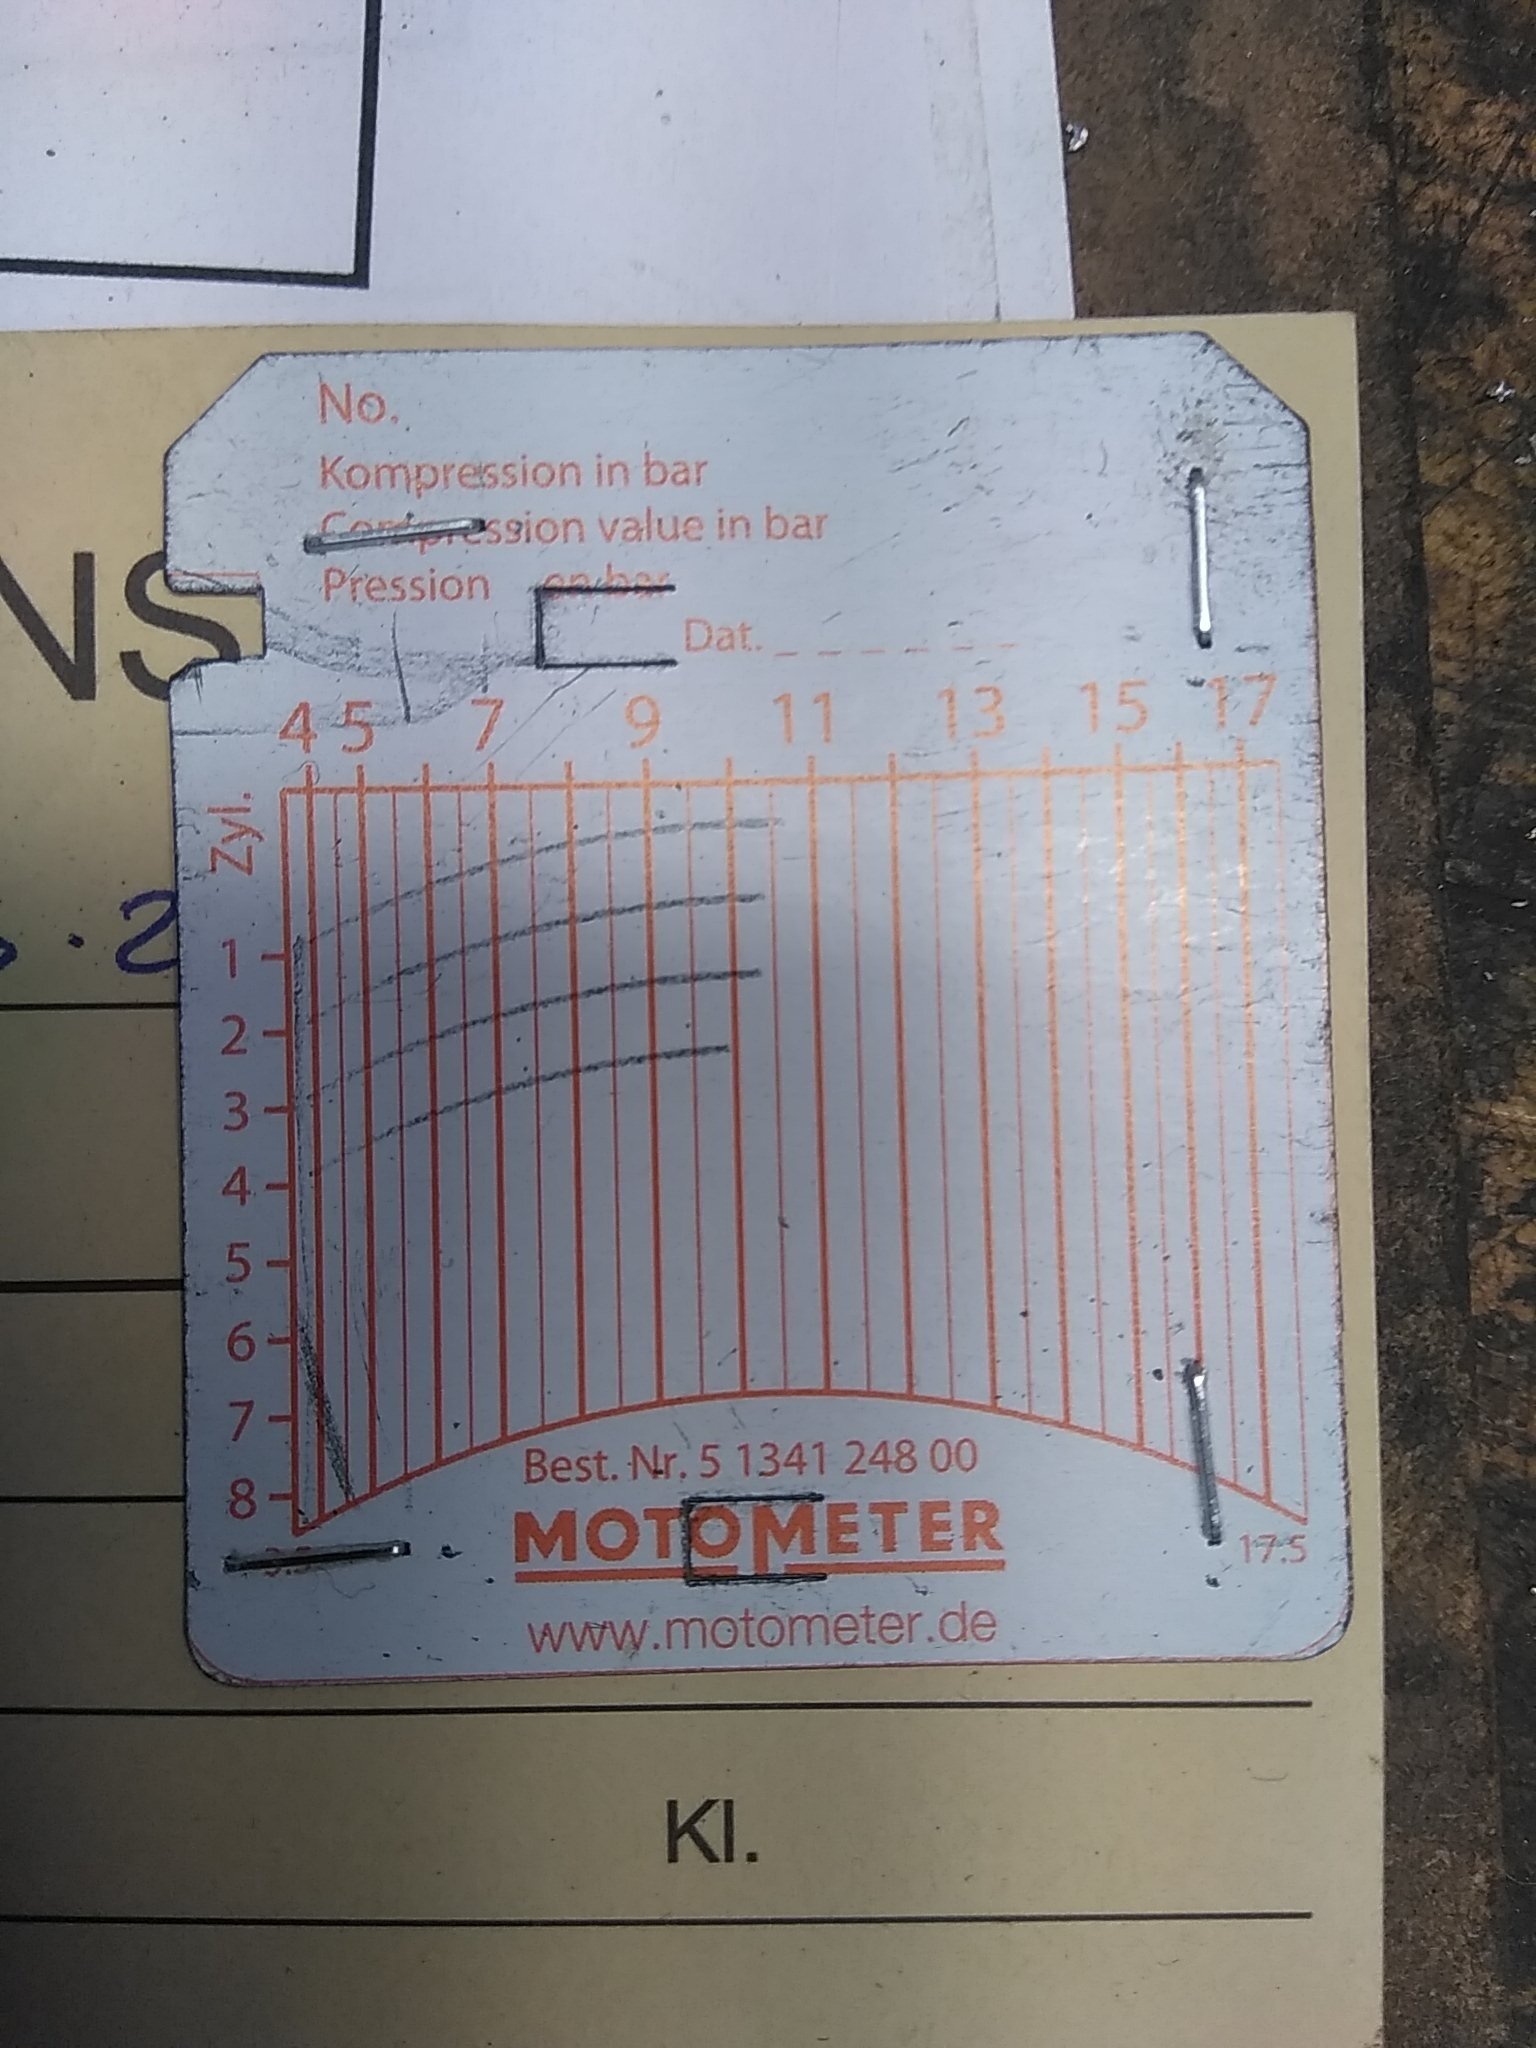 No.
Kompression in bar
Compression value in bar
Pression en bar
NS
Dat.
4 5 7 9 11 13 15 17
Zyl.
1
2
3
4
5
6
7
8
Best. Nr. 5 1341 248 00
MOTOMETER
17.5
www.motometer.de
Kl.